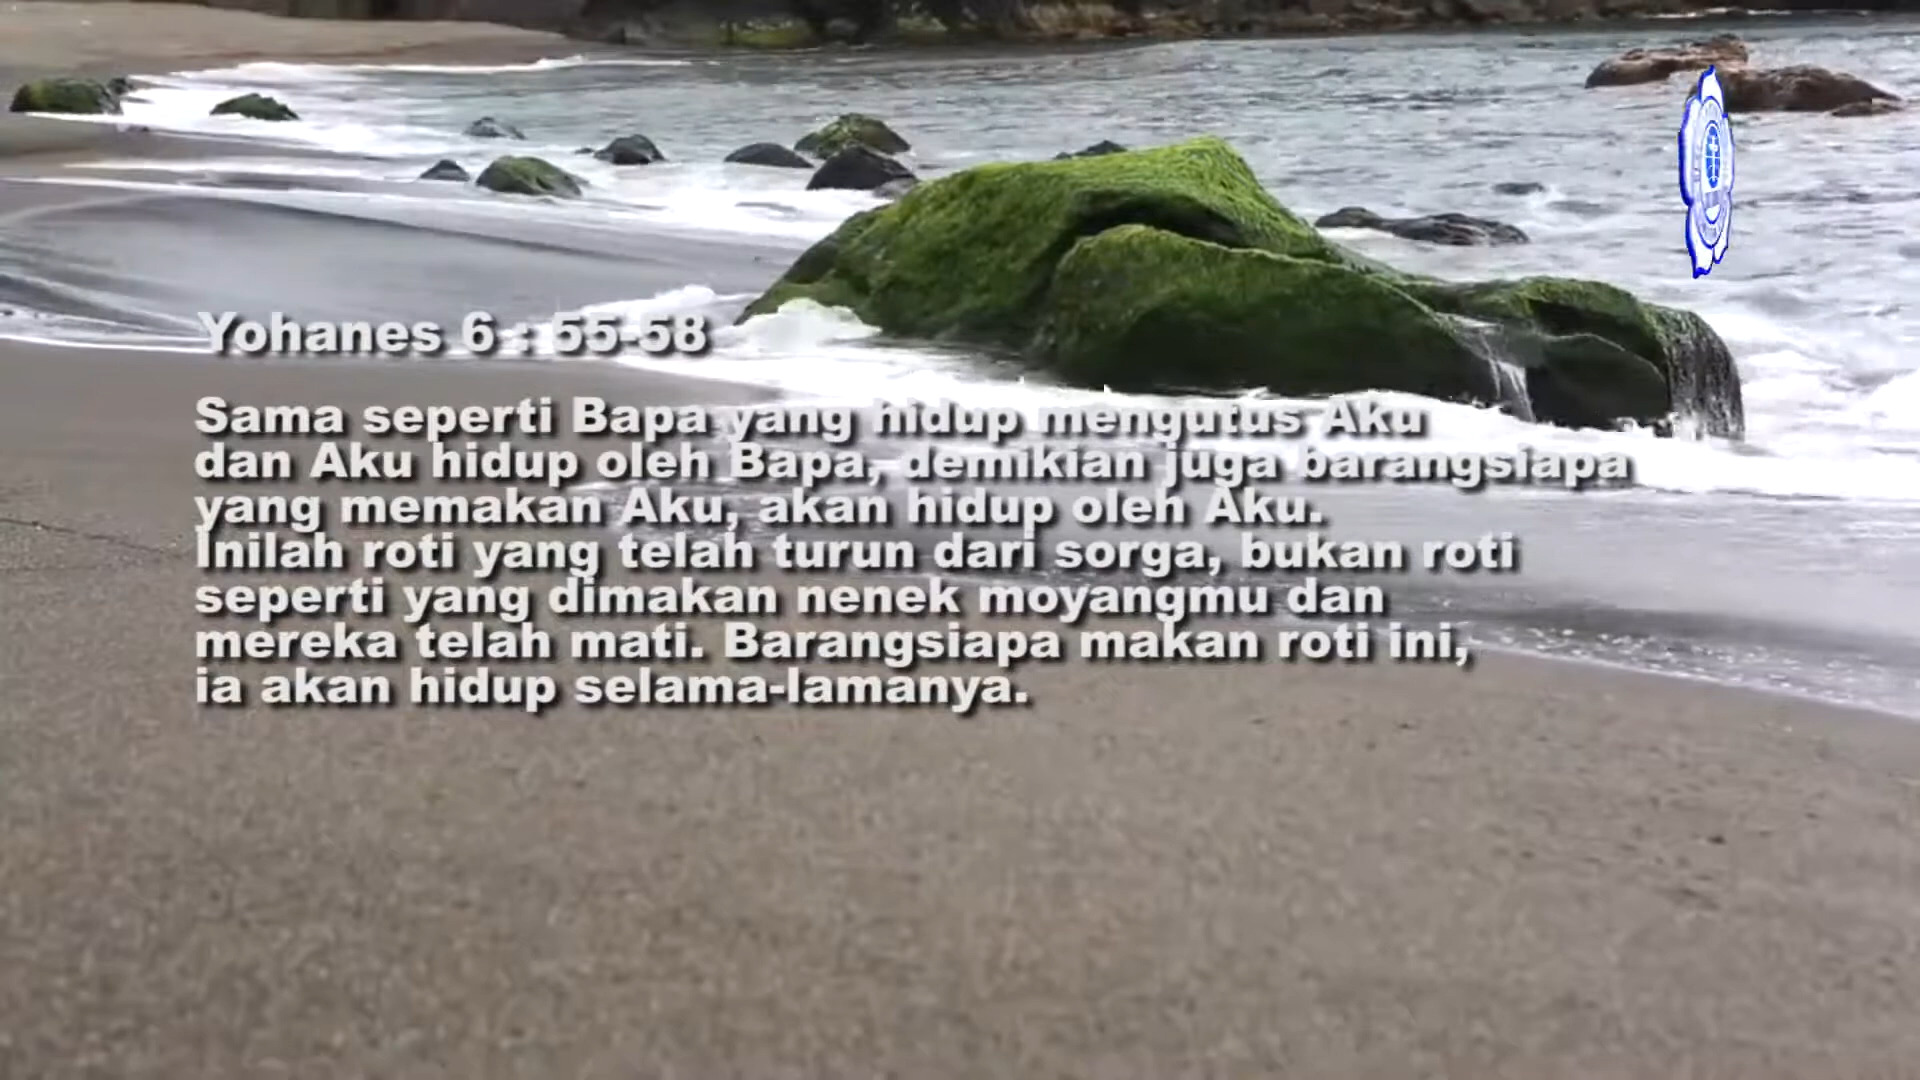 Yohanes 6 : 55-58
Sama seperti Bapa yang hidup mengutus Aku
dan Aku hidup oleh Bapa, demikian juga barangsiapa
yang memakan Aku, akan hidup oleh Aku.
Inilah roti yang telah turun dari sorga, bukan roti
seperti yang dimakan nenek moyangmu dan
mereka telah mati. Barangsiapa makan roti ini,
ia akan hidup selama-lamanya.